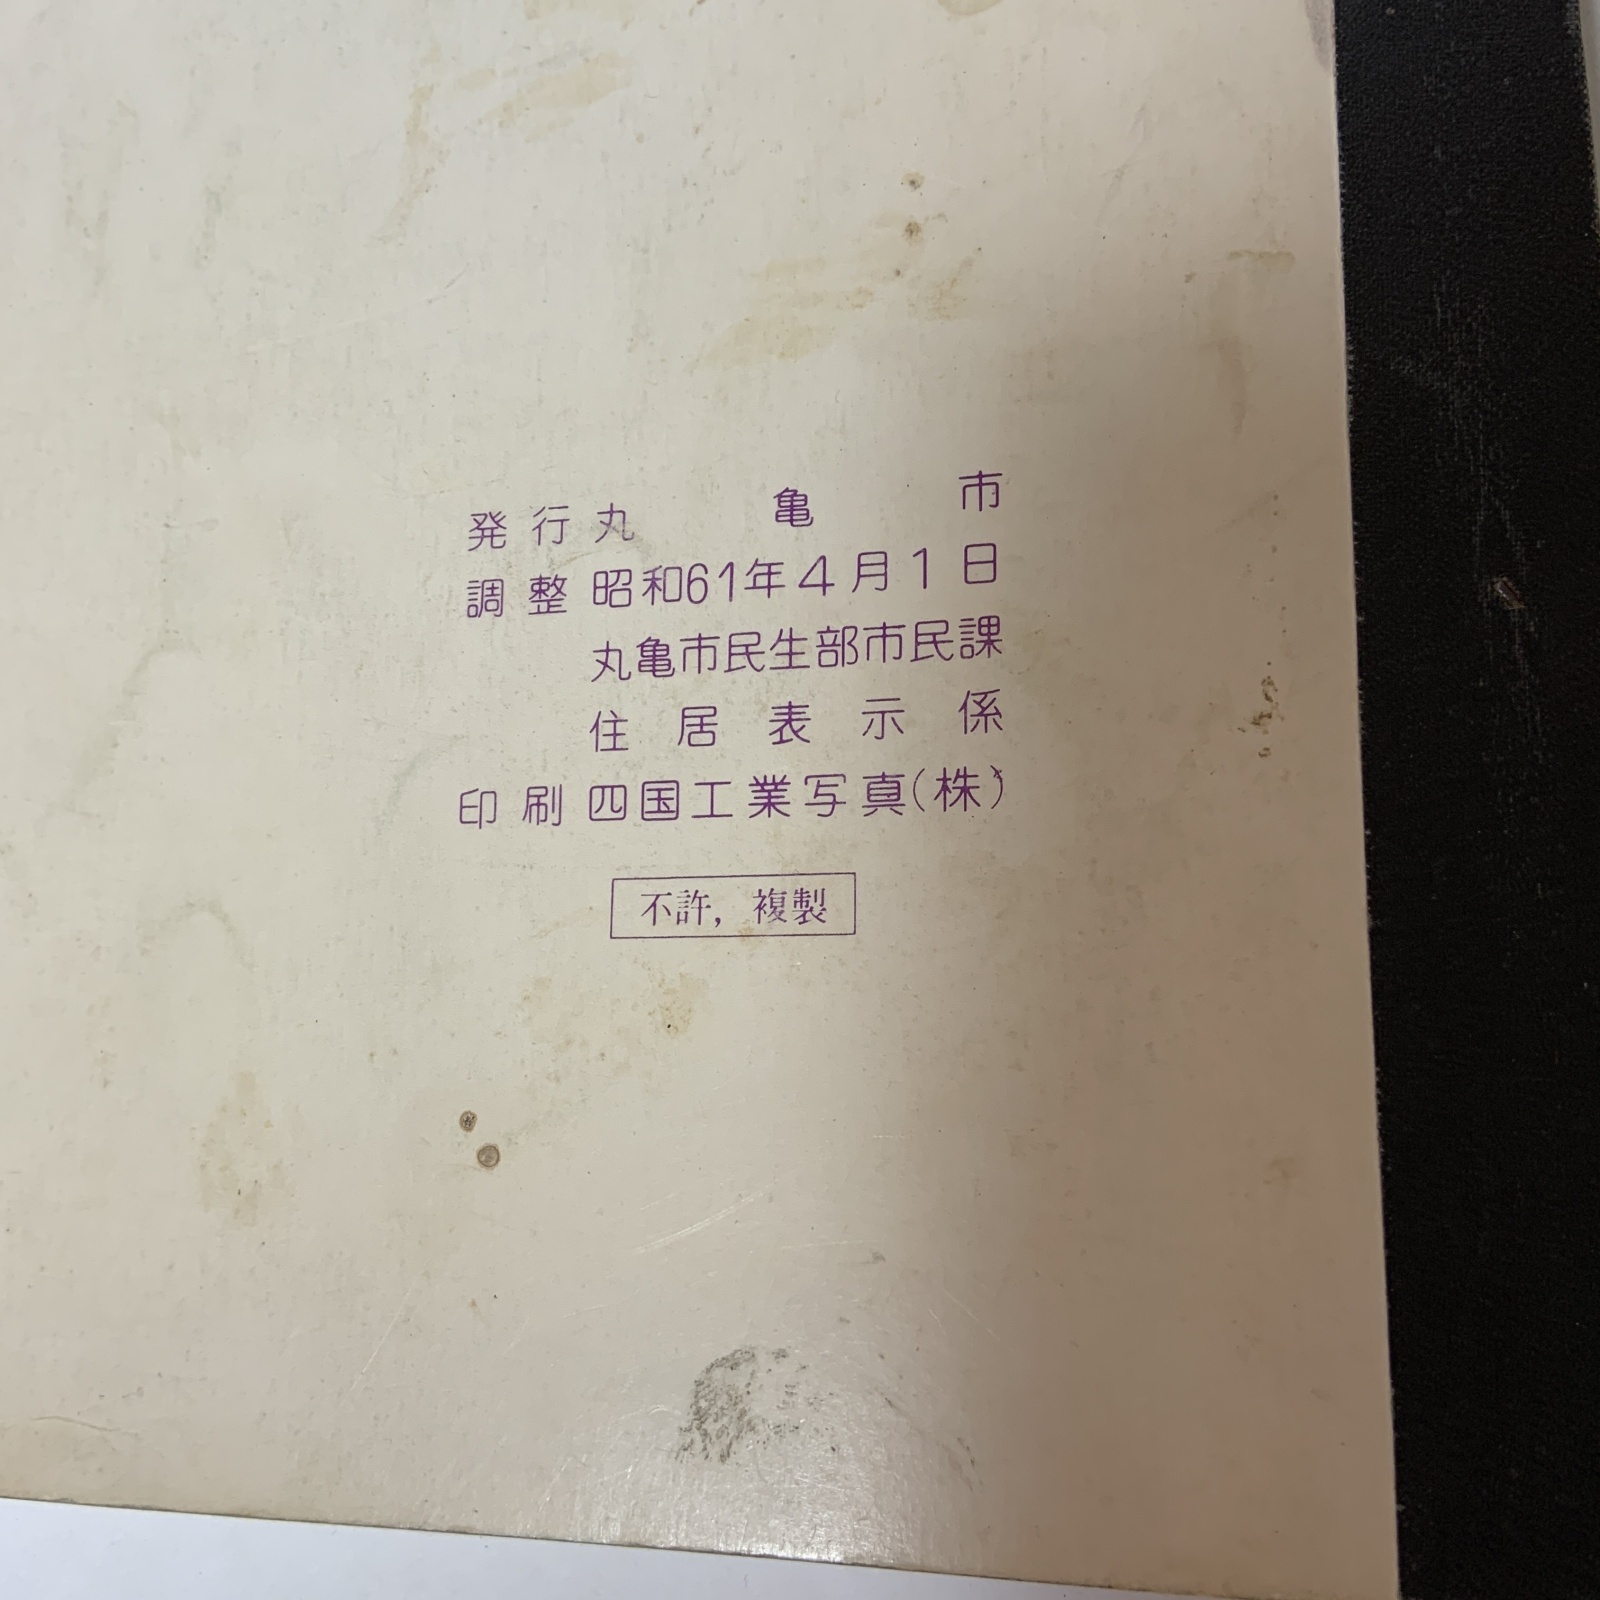 発行 丸亀市
調整 昭和61年4月1日
丸亀市民生部市民課
住居表示係
印刷 四国工業写真(株)
不許,複製